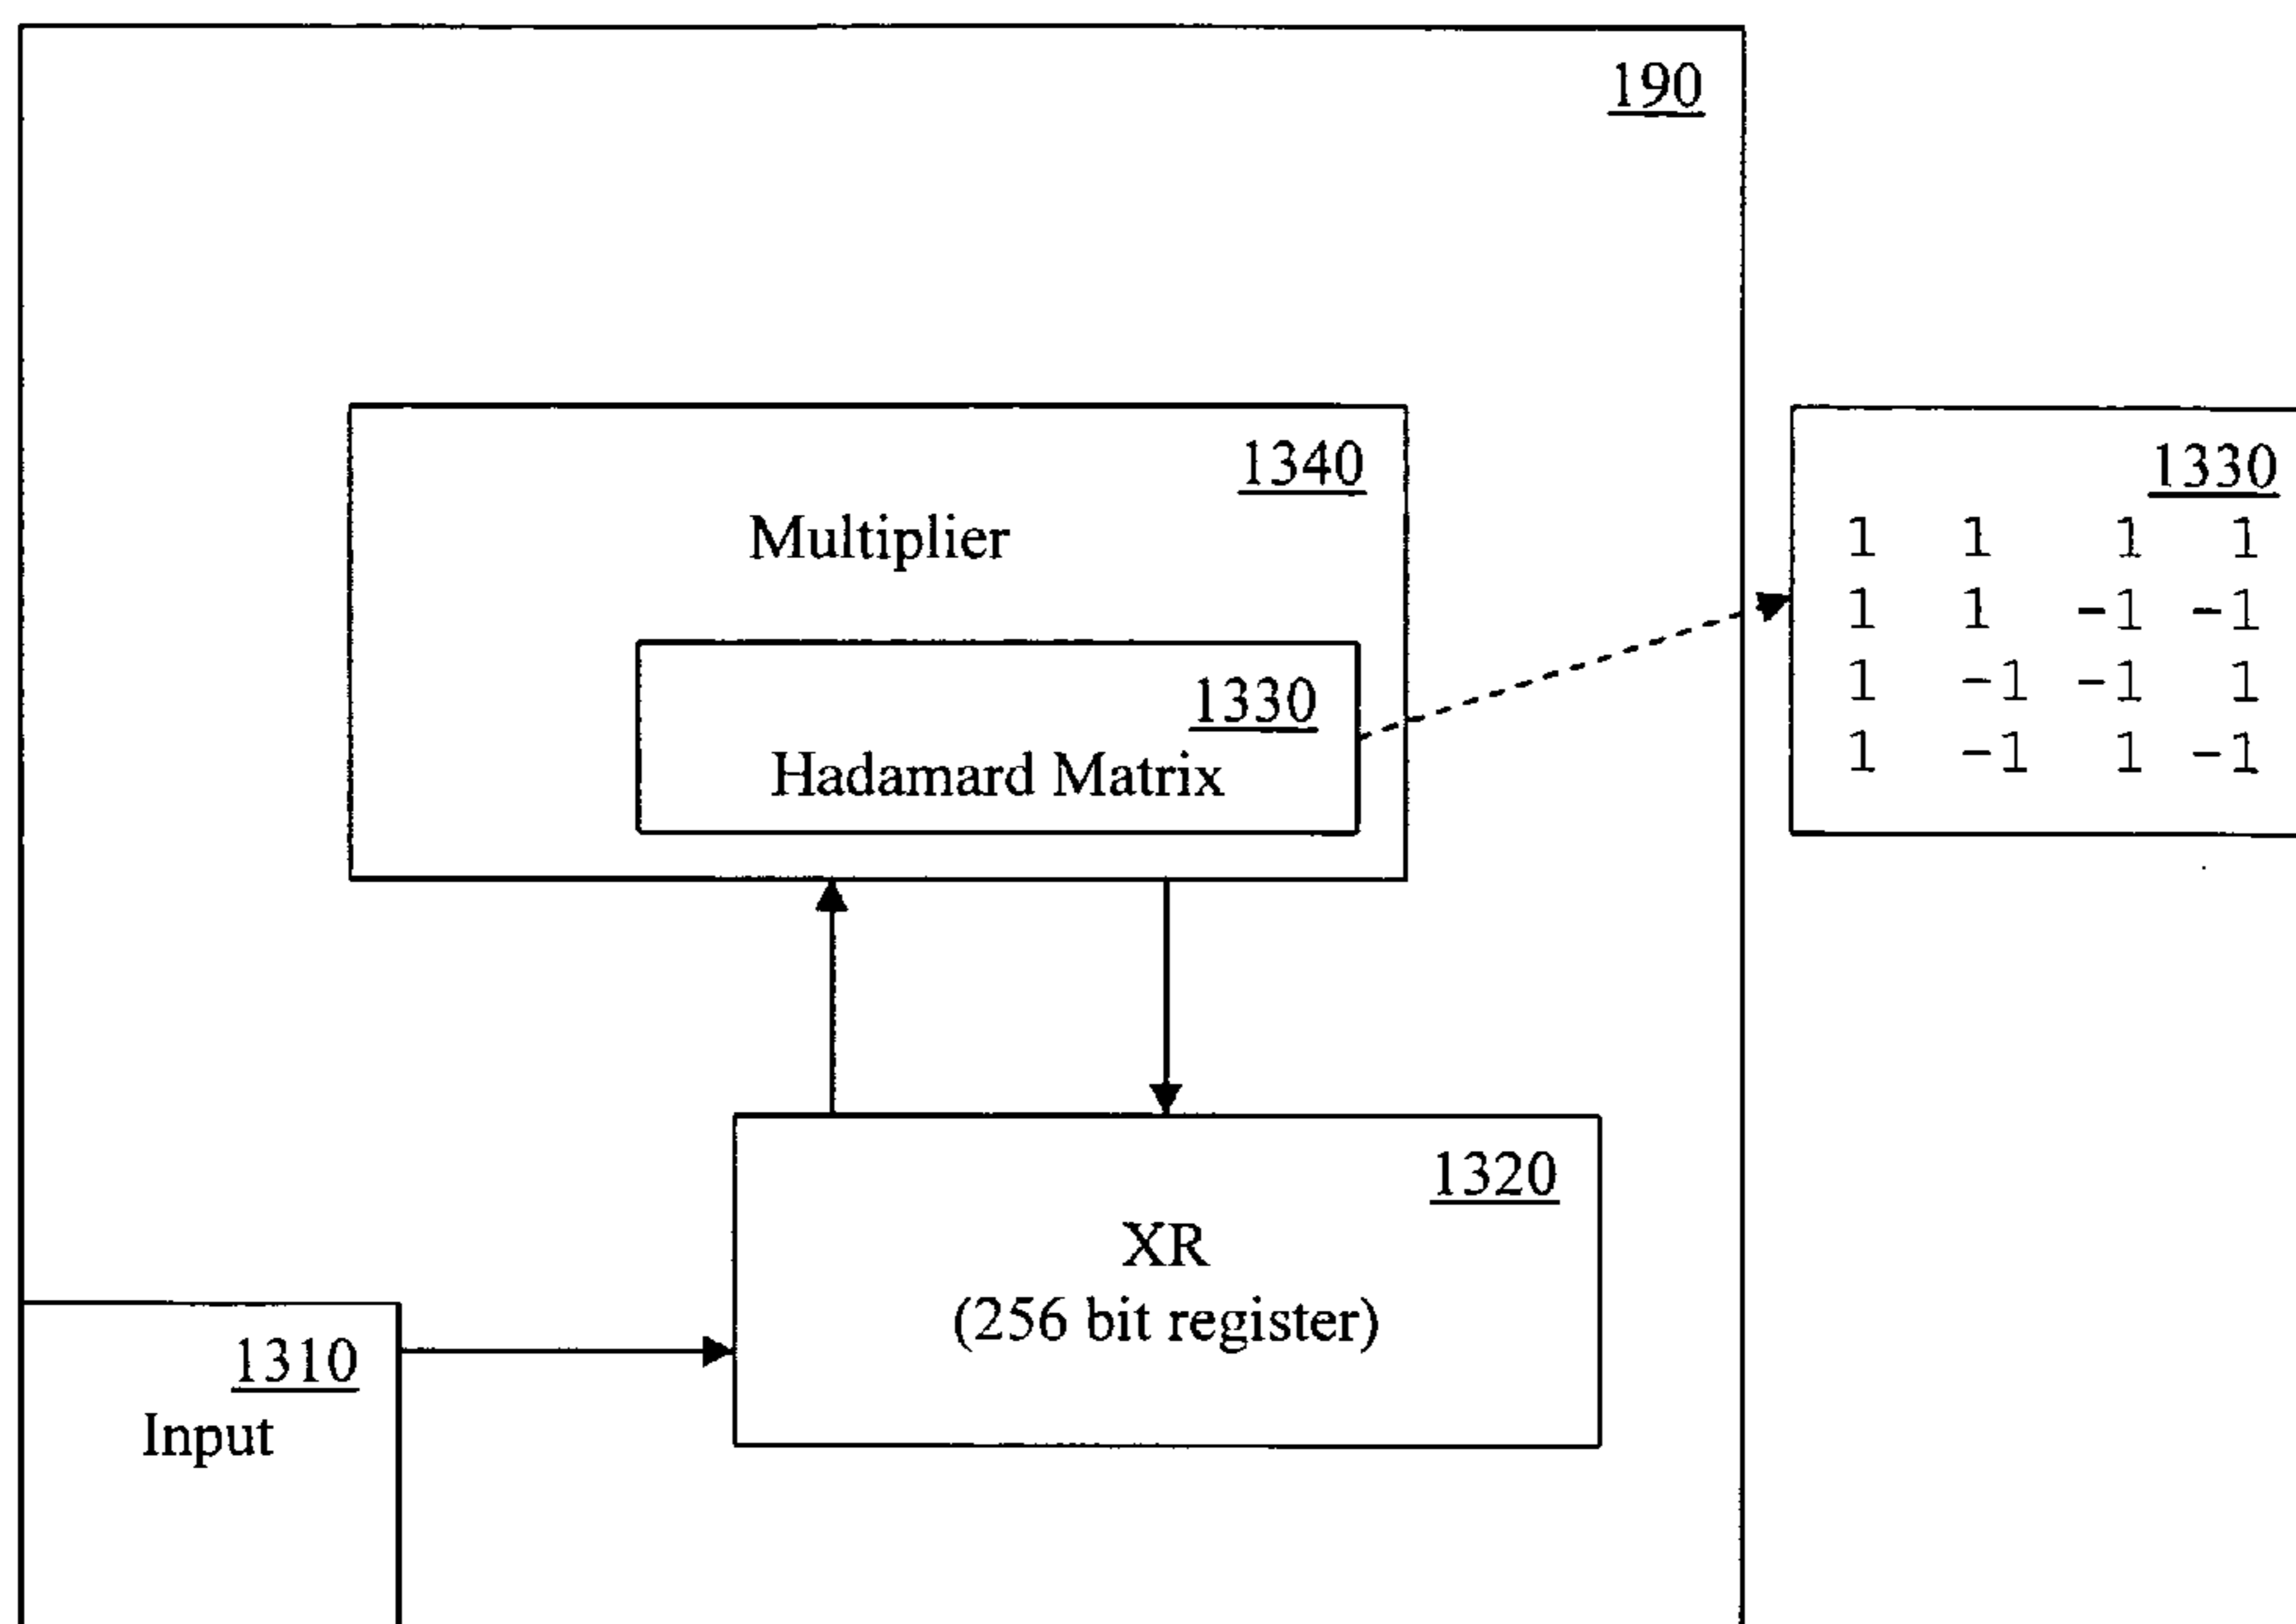 190
1340
Multiplier
1330
Hadamard Matrix
1330
1 1 1 1
1 1 -1 -1
1 -1 -1 1
1 -1 1 -1
1320
XR
(256 bit register)
1310
Input